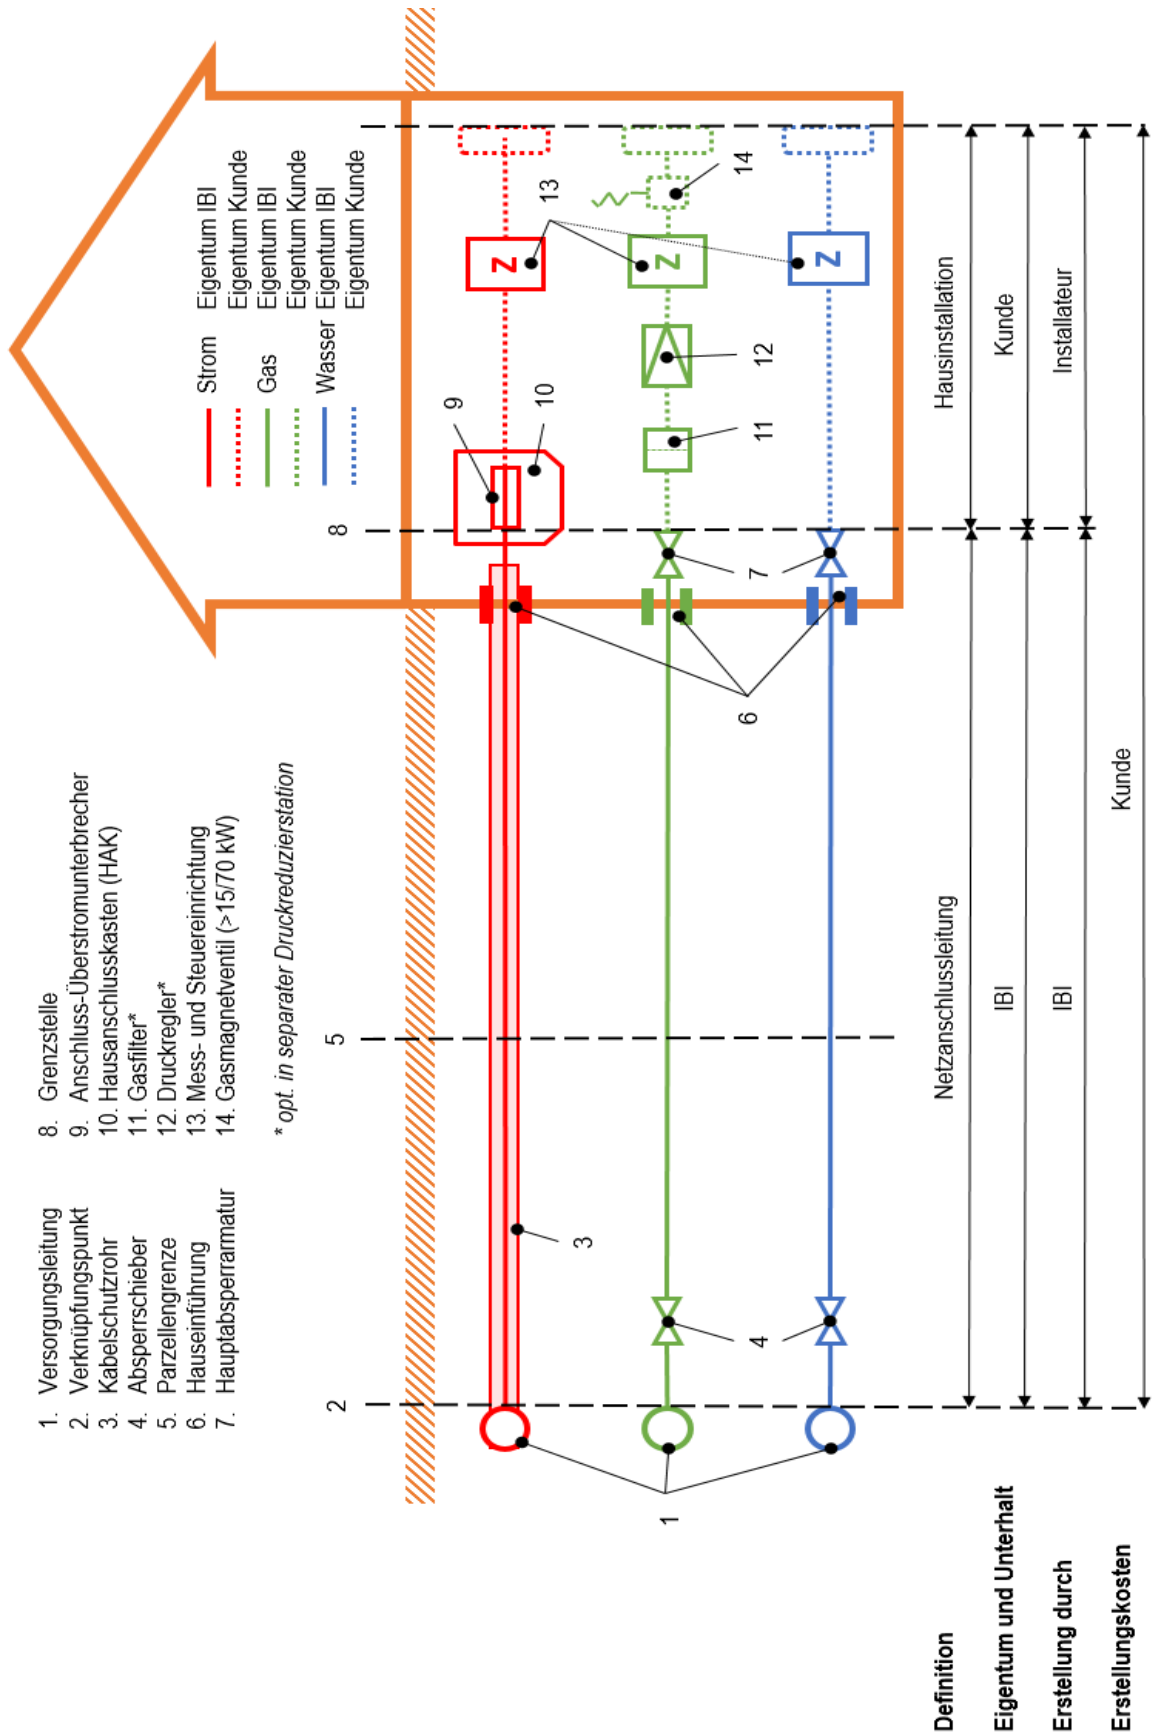 1. Versorgungsleitung
2. Verknüpfungspunkt
3. Kabelschutzrohr
4. Absperrschieber
5. Parzellengrenze
6. Hauseinführung
7. Hauptabsperrarmatur
8. Grenzstelle
9. Anschluss-Überstromunterbrecher
10. Hausanschlusskasten (HAK)
11. Gasfilter*
12. Druckregler*
13. Mess- und Steuereinrichtung
14. Gasmagnetventil (>15/70 kW)
* opt. in separater Druckreduzierstation
Strom Eigentum IBI
Eigentum Kunde
Gas Eigentum IBI
Eigentum Kunde
Wasser Eigentum IBI
Eigentum Kunde
2
5
8
9
10
13
Z
3
14
Z
11
12
1
4
6
7
Z
Definition
Netzanschlussleitung
Hausinstallation
Eigentum und Unterhalt
IBI
Kunde
Erstellung durch
IBI
Installateur
Erstellungskosten
Kunde